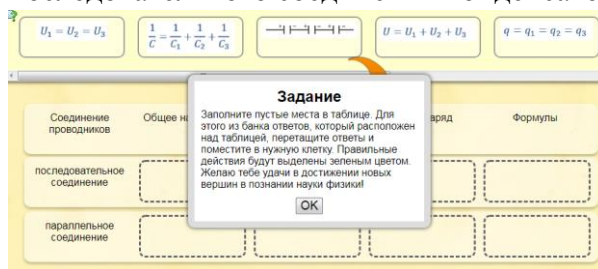 U₁ = U₂ = U₃
1/C = 1/C₁ + 1/C₂ + 1/C₃
U = U₁ + U₂ + U₃
q = q₁ = q₂ = q₃
Задание
Заполните пустые места в таблице. Для
этого из банка ответов, который расположен
над таблицей, перетащите ответы и
поместите в нужную клетку. Правильные
действия будут выделены зеленым цветом.
Желаю тебе удачи в достижении новых
вершин в познании науки физики!
OK
Соединение
проводников
Общее
Формулы
последовательное
соединение
параллельное
соединение